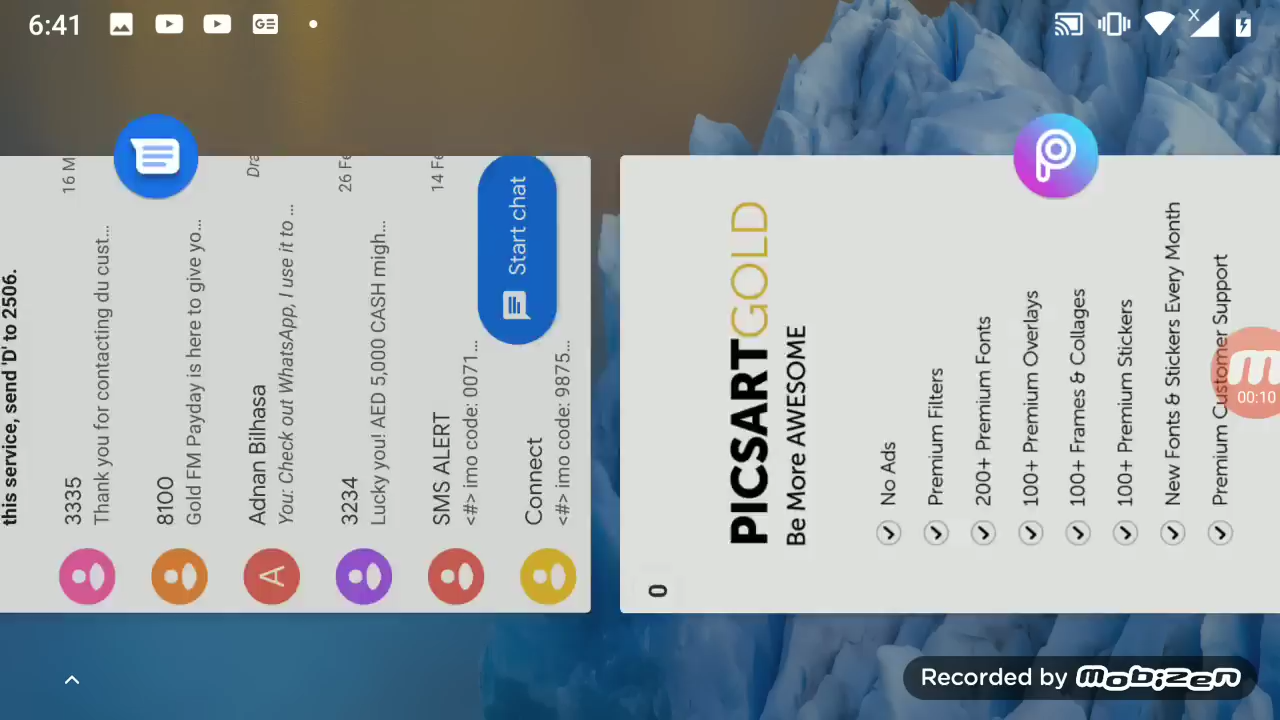 6:41
this service, send 'D' to 2506.
3335
16 M
Thank you for contacting du cust...
8100
Gold FM Payday is here to give yo...
Adnan Bilhasa
Dra
You: Check out WhatsApp, I use it to ...
3234
26 Fe
Lucky you! AED 5,000 CASH migh...
SMS ALERT
14 Fe
<#> imo code: 0071...
Connect
<#> imo code: 9875...
Start chat
A
0
PICSARTGOLD
Be More AWESOME
No Ads
Premium Filters
200+ Premium Fonts
100+ Premium Overlays
100+ Frames & Collages
100+ Premium Stickers
New Fonts & Stickers Every Month
Premium Customer Support
00:10
Recorded by mobizen